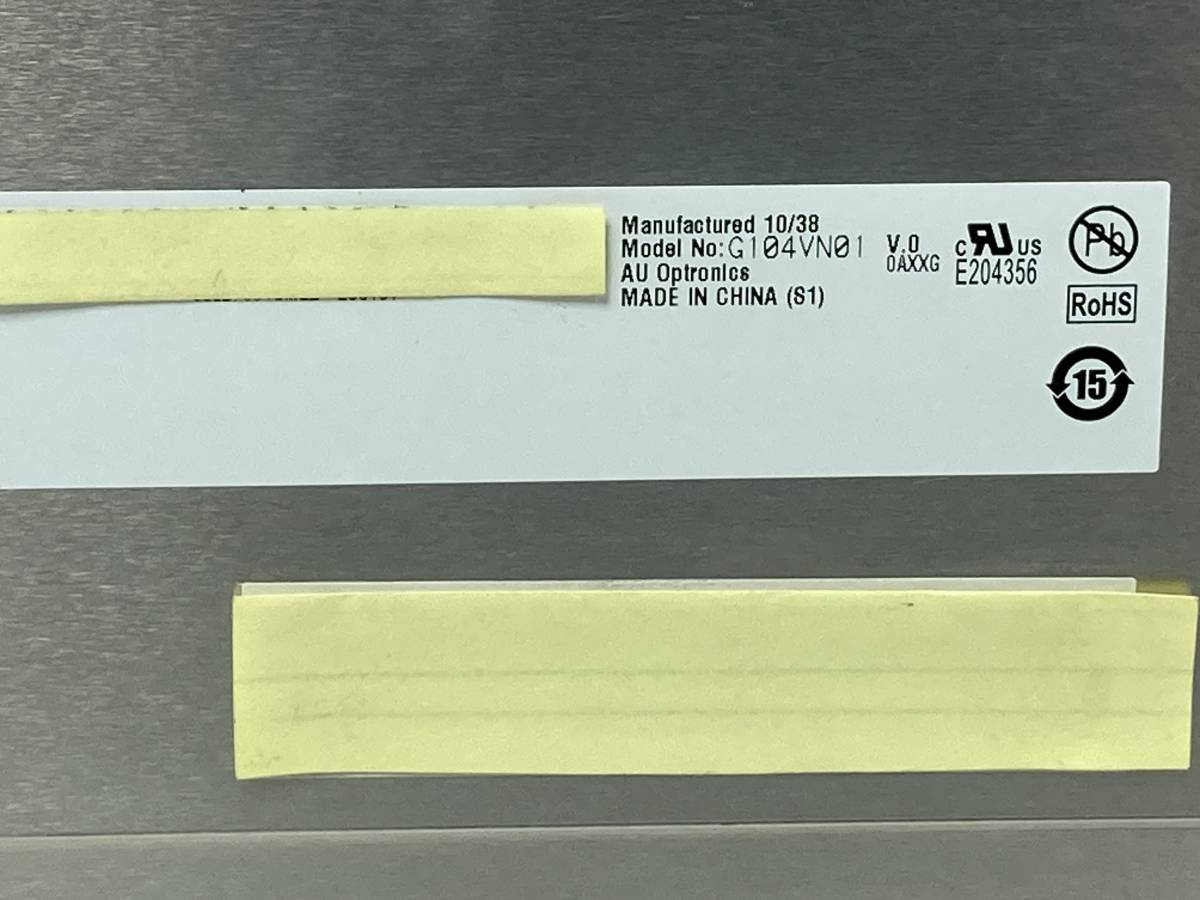 Manufactured 10/38
Model No:G104VN01 V.0
AU Optronics 0AXXG
MADE IN CHINA (S1)
c RU US
E204356
Pb
RoHS
15